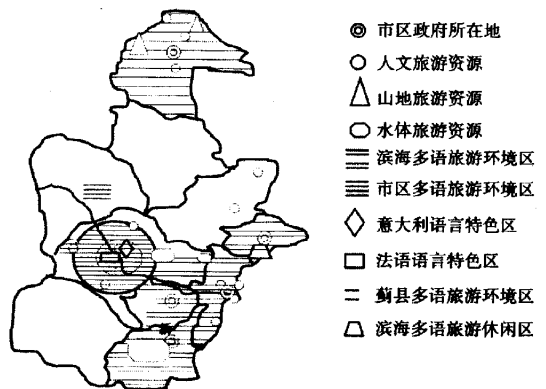 市区政府所在地
人文旅游资源
山地旅游资源
水体旅游资源
滨海多语旅游环境区
市区多语旅游环境区
意大利语言特色区
法语语言特色区
蓟县多语旅游环境区
滨海多语旅游休闲区